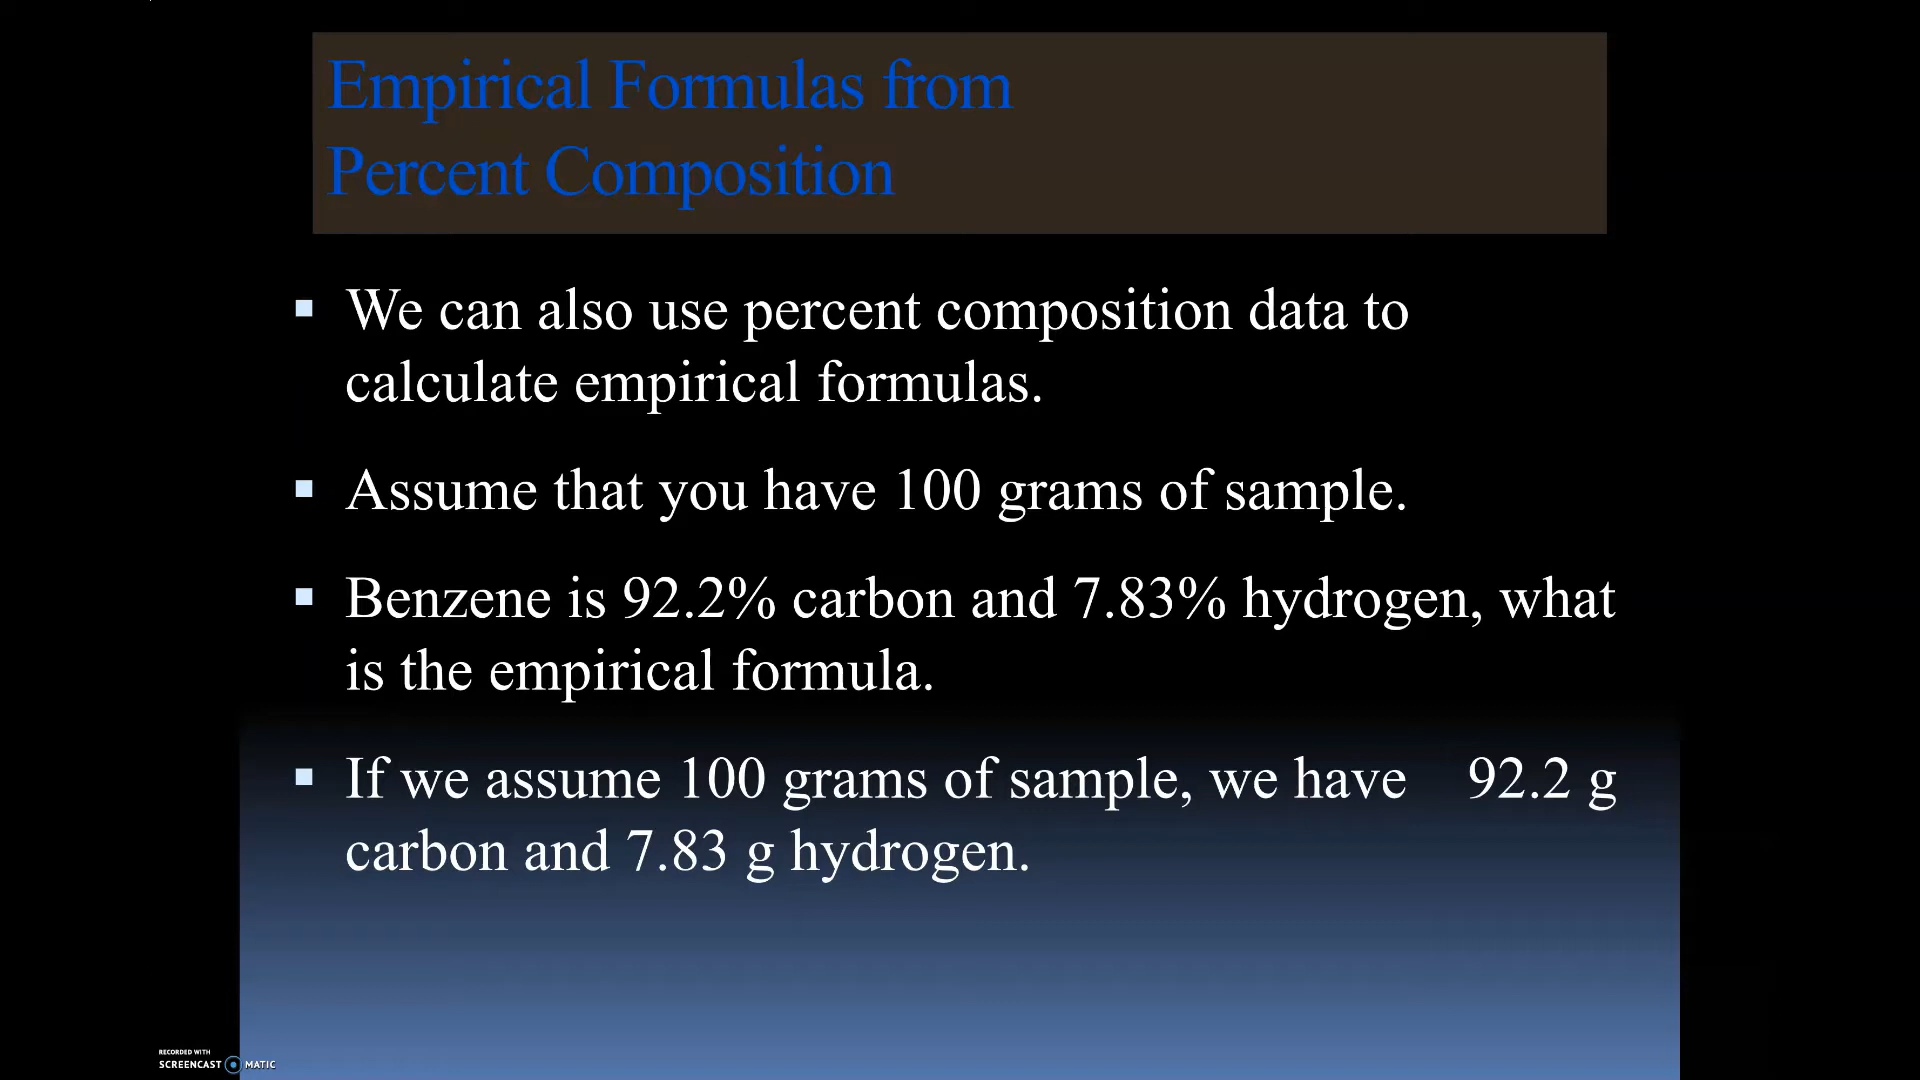 Empirical Formulas from
Percent Composition
▪ We can also use percent composition data to
calculate empirical formulas.
▪ Assume that you have 100 grams of sample.
▪ Benzene is 92.2% carbon and 7.83% hydrogen, what
is the empirical formula.
▪ If we assume 100 grams of sample, we have 92.2 g
carbon and 7.83 g hydrogen.
RECORDED WITH
SCREENCAST MATIC